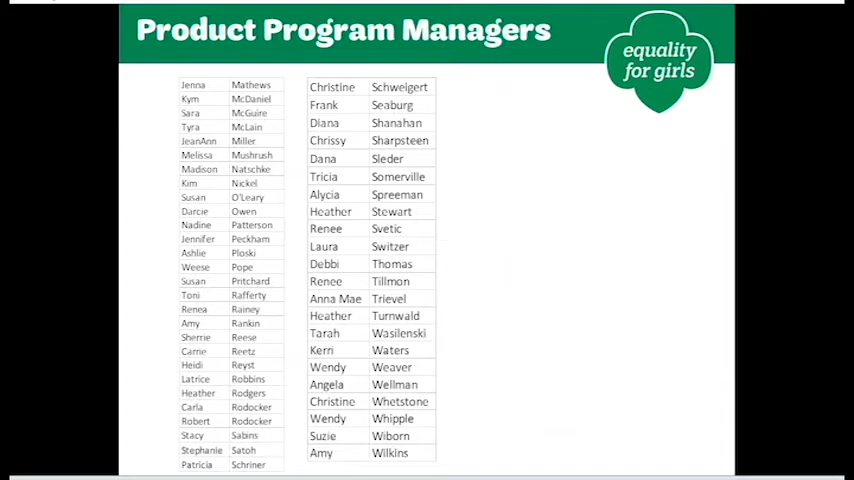 Product Program Managers
equality
for girls
Jenna Mathews
Kym McDaniel
Sara McGuire
Tyra McLain
JeanAnn Miller
Melissa Mushrush
Madison Natschke
Kim Nickel
Susan O'Leary
Darcie Owen
Nadine Patterson
Jennifer Peckham
Ashlie Ploski
Weese Pope
Susan Pritchard
Toni Rafferty
Renea Rainey
Amy Rankin
Sherrie Reese
Carrie Reetz
Heidi Reyst
Latrice Robbins
Heather Rodgers
Carla Rodocker
Robert Rodocker
Stacy Sabins
Stephanie Satoh
Patricia Schriner
Christine Schweigert
Frank Seaburg
Diana Shanahan
Chrissy Sharpsteen
Dana Sleder
Tricia Somerville
Alycia Spreeman
Heather Stewart
Renee Svetic
Laura Switzer
Debbi Thomas
Renee Tillmon
Anna Mae Trievel
Heather Turnwald
Tarah Wasilenski
Kerri Waters
Wendy Weaver
Angela Wellman
Christine Whetstone
Wendy Whipple
Suzie Wiborn
Amy Wilkins